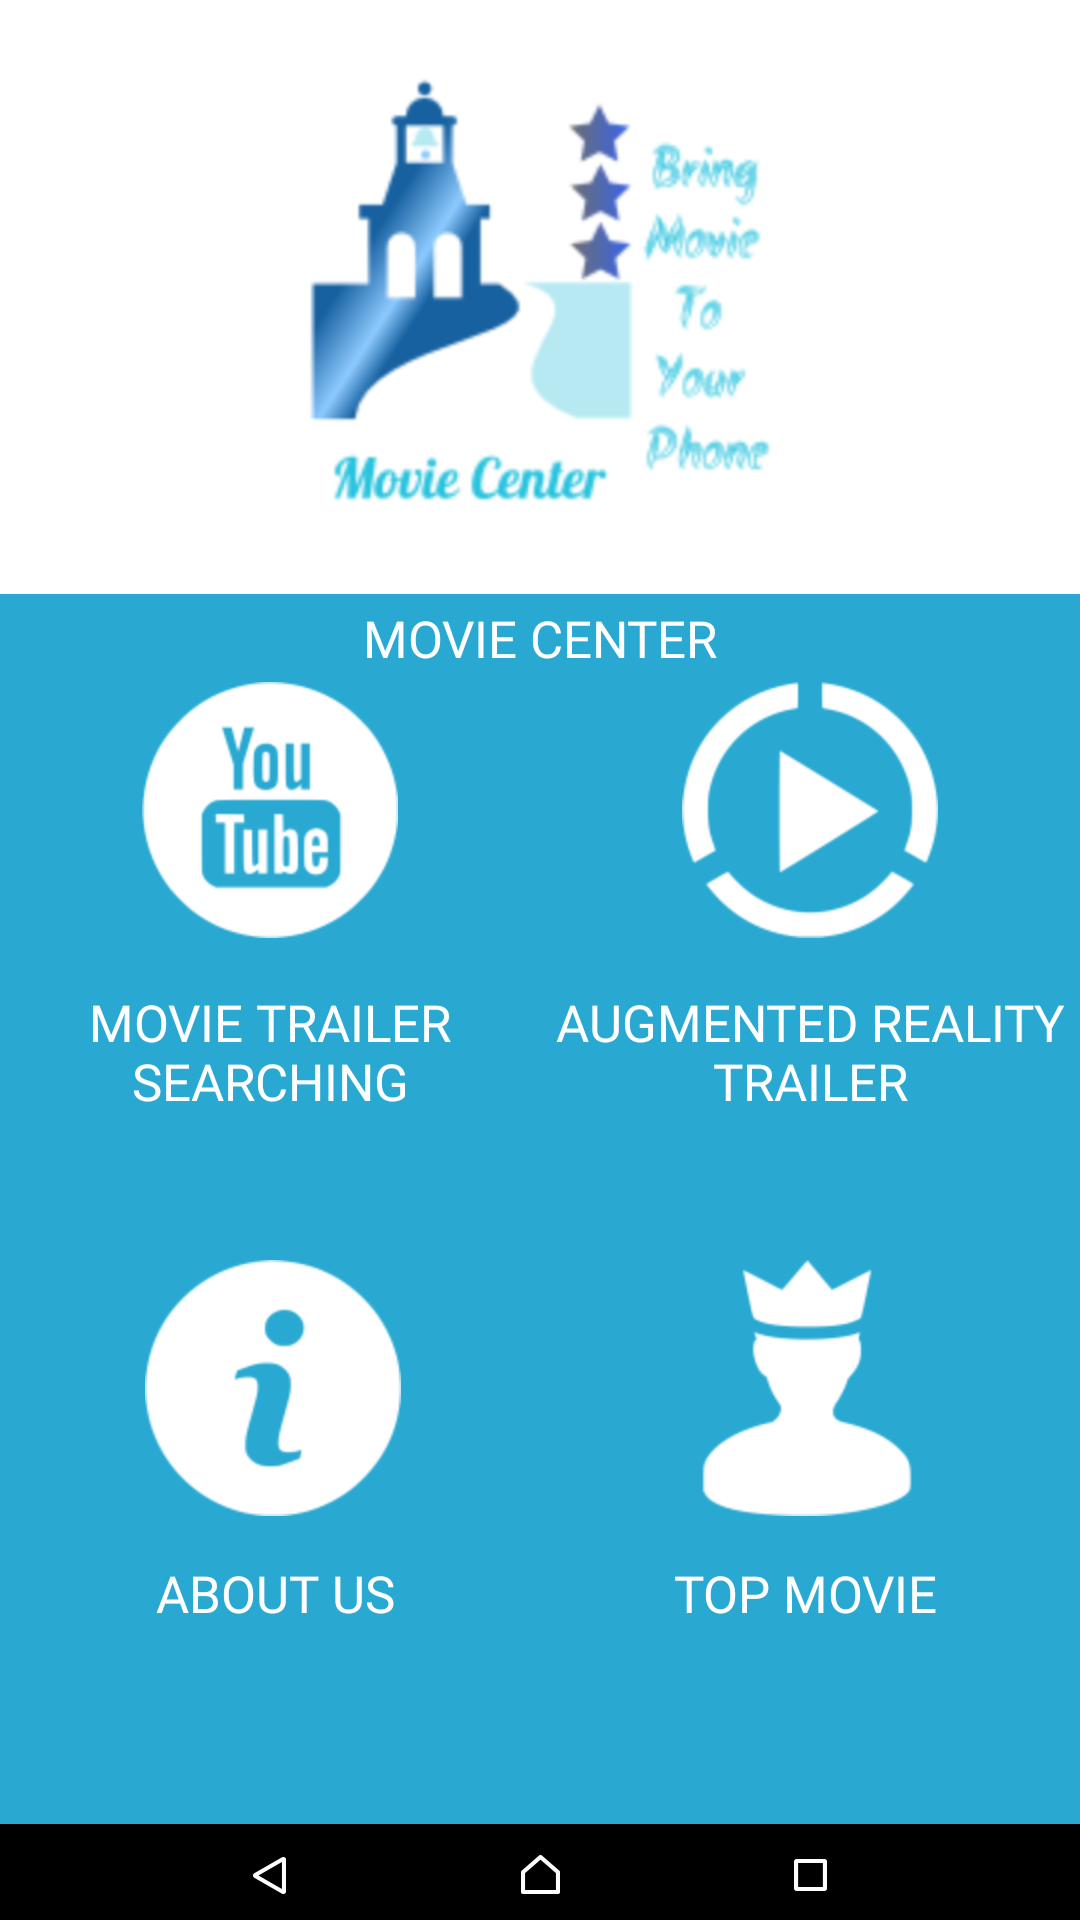 Bring
Movie
To
Your
Phone
Movie Center
MOVIE CENTER
You
Tube
MOVIE TRAILER
SEARCHING
AUGMENTED REALITY
TRAILER
i
ABOUT US
TOP MOVIE